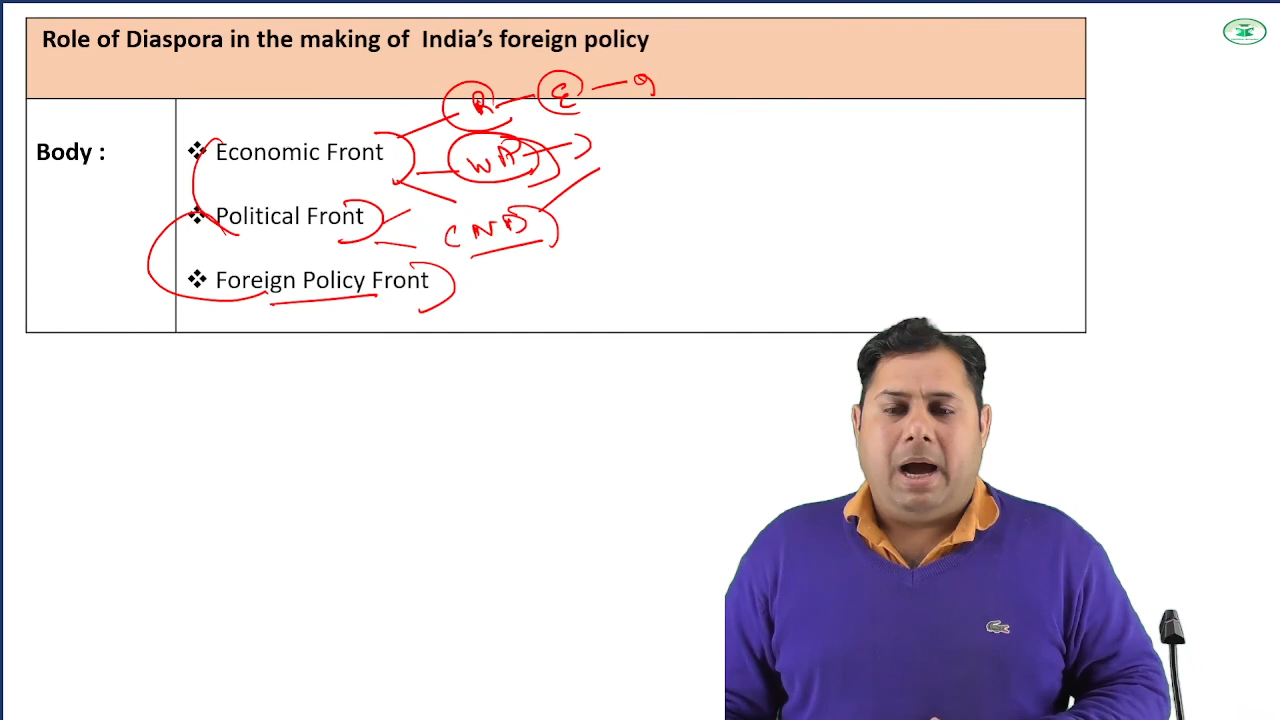 Role of Diaspora in the making of India's foreign policy
Body :
❖ Economic Front
❖ Political Front
❖ Foreign Policy Front
R